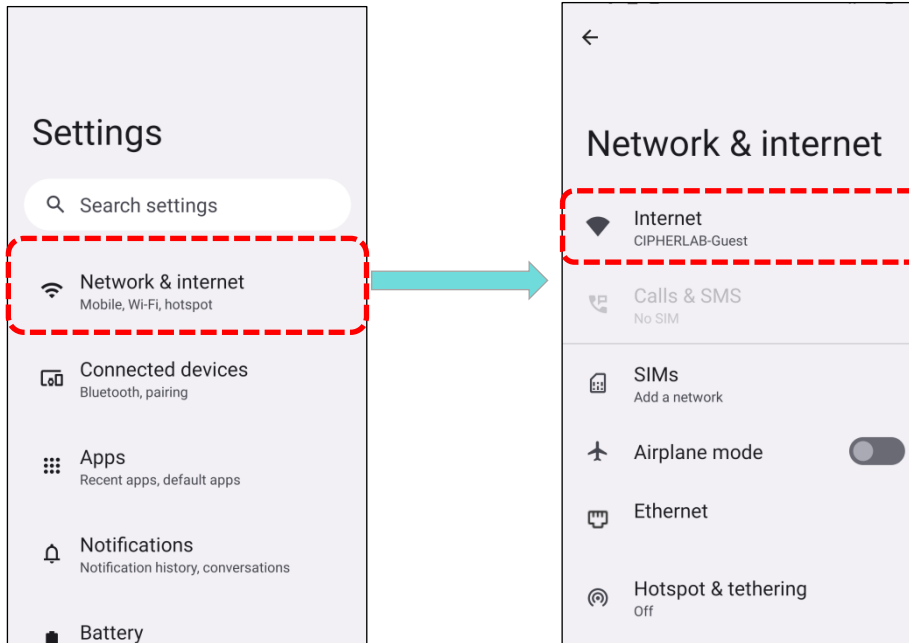 Settings
Search settings
Network & internet
Mobile, Wi-Fi, hotspot
Connected devices
Bluetooth, pairing
Apps
Recent apps, default apps
Notifications
Notification history, conversations
Battery
Network & internet
Internet
CIPHERLAB-Guest
Calls & SMS
No SIM
SIMs
Add a network
Airplane mode
Ethernet
Hotspot & tethering
Off